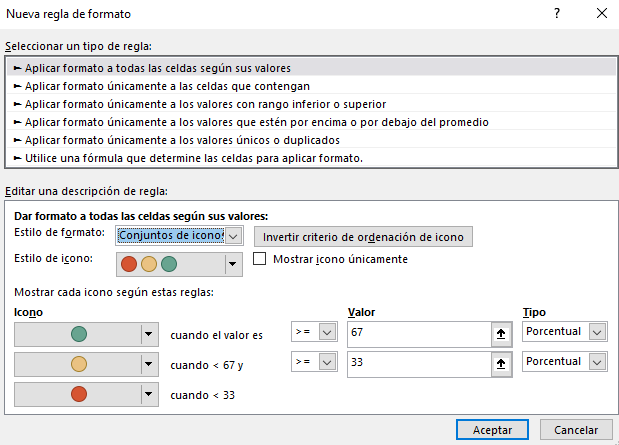 Nueva regla de formato ?
Seleccionar un tipo de regla:
► Aplicar formato a todas las celdas según sus valores
► Aplicar formato únicamente a las celdas que contengan
► Aplicar formato únicamente a los valores con rango inferior o superior
► Aplicar formato únicamente a los valores que estén por encima o por debajo del promedio
► Aplicar formato únicamente a los valores únicos o duplicados
► Utilice una fórmula que determine las celdas para aplicar formato.
Editar una descripción de regla:
Dar formato a todas las celdas según sus valores:
Estilo de formato: Conjuntos de iconos Invertir criterio de ordenación de icono
Estilo de icono: Mostrar icono únicamente
Mostrar cada icono según estas reglas:
Icono Valor Tipo
cuando el valor es >= 67 Porcentual
cuando < 67 y >= 33 Porcentual
cuando < 33
Aceptar Cancelar